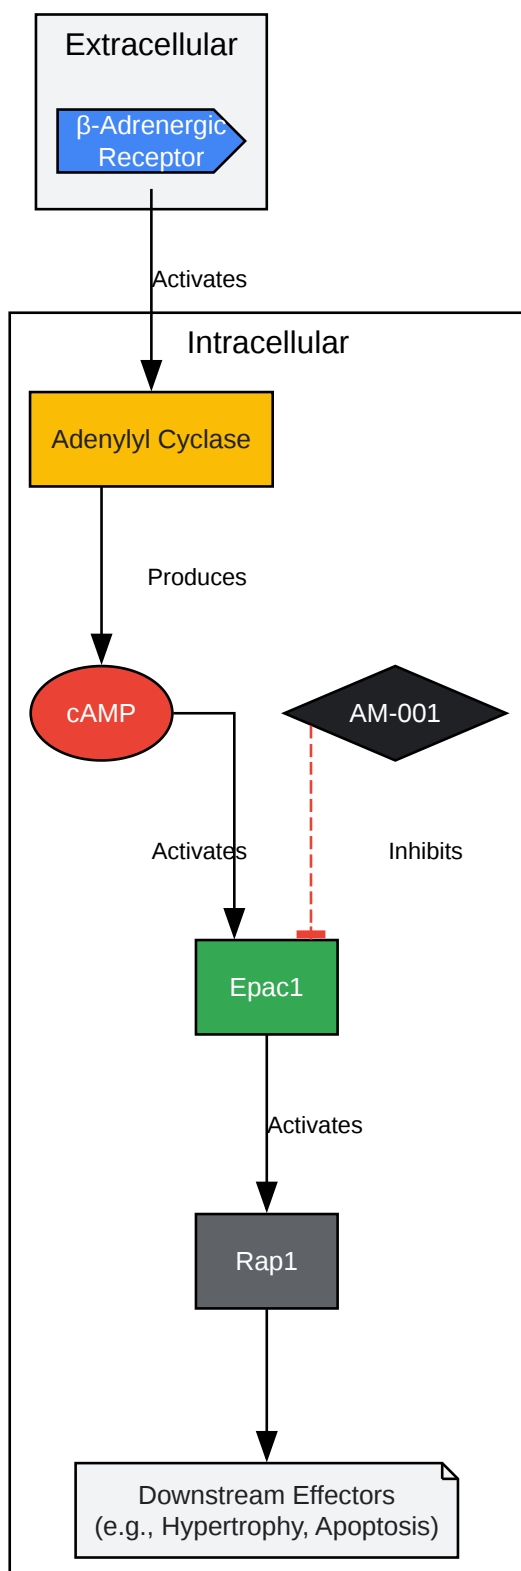 Extracellular
β-Adrenergic
Receptor
Activates
Intracellular
Adenylyl Cyclase
Produces
cAMP
AM-001
Activates
Inhibits
Epac1
Activates
Rap1
Downstream Effectors
(e.g., Hypertrophy, Apoptosis)